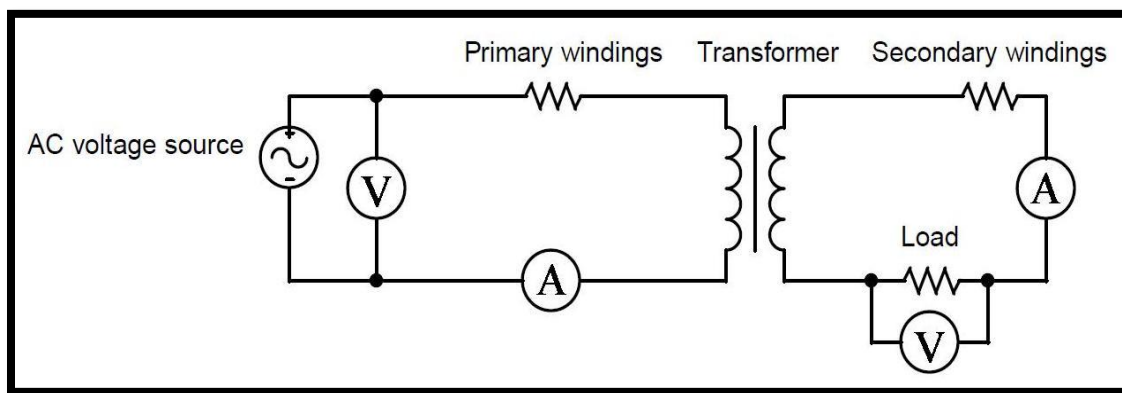 Primary windings Transformer Secondary windings
AC voltage source
V
A
A
Load
V